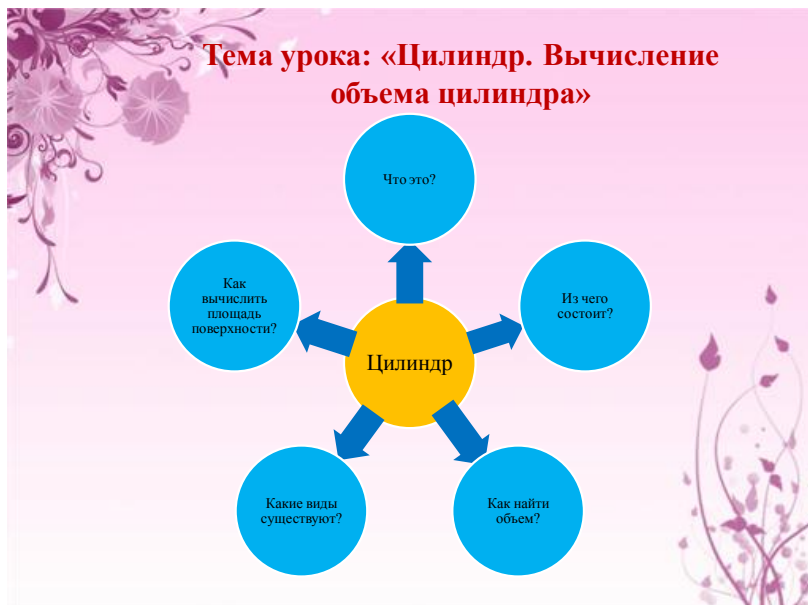 Тема урока: «Цилиндр. Вычисление
объема цилиндра»
Что это?
Как
вычислить
площадь
поверхности?
Из чего
состоит?
Цилиндр
Какие виды
существуют?
Как найти
объем?